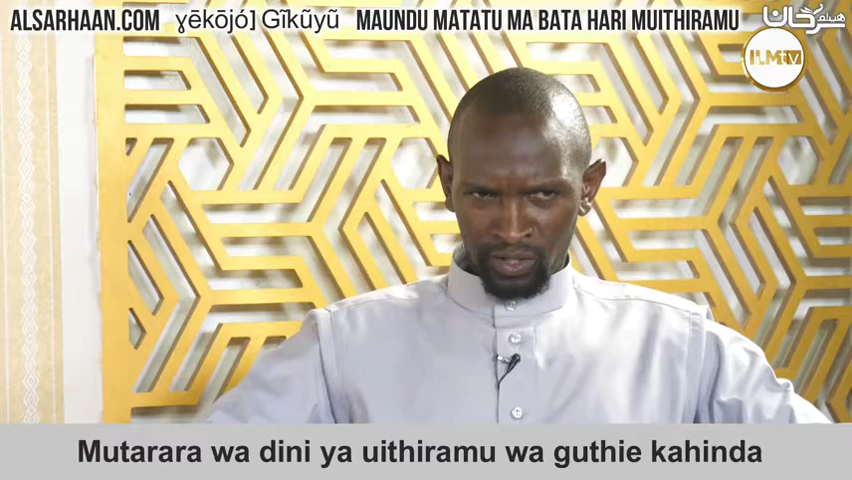 ALSARHAAN.COM ɣēkōjó] Gĩkũyũ MAUNDU MATATU MA BATA HARI MUITHIRAMU
ILMtv
Mutarara wa dini ya uithiramu wa guthie kahinda